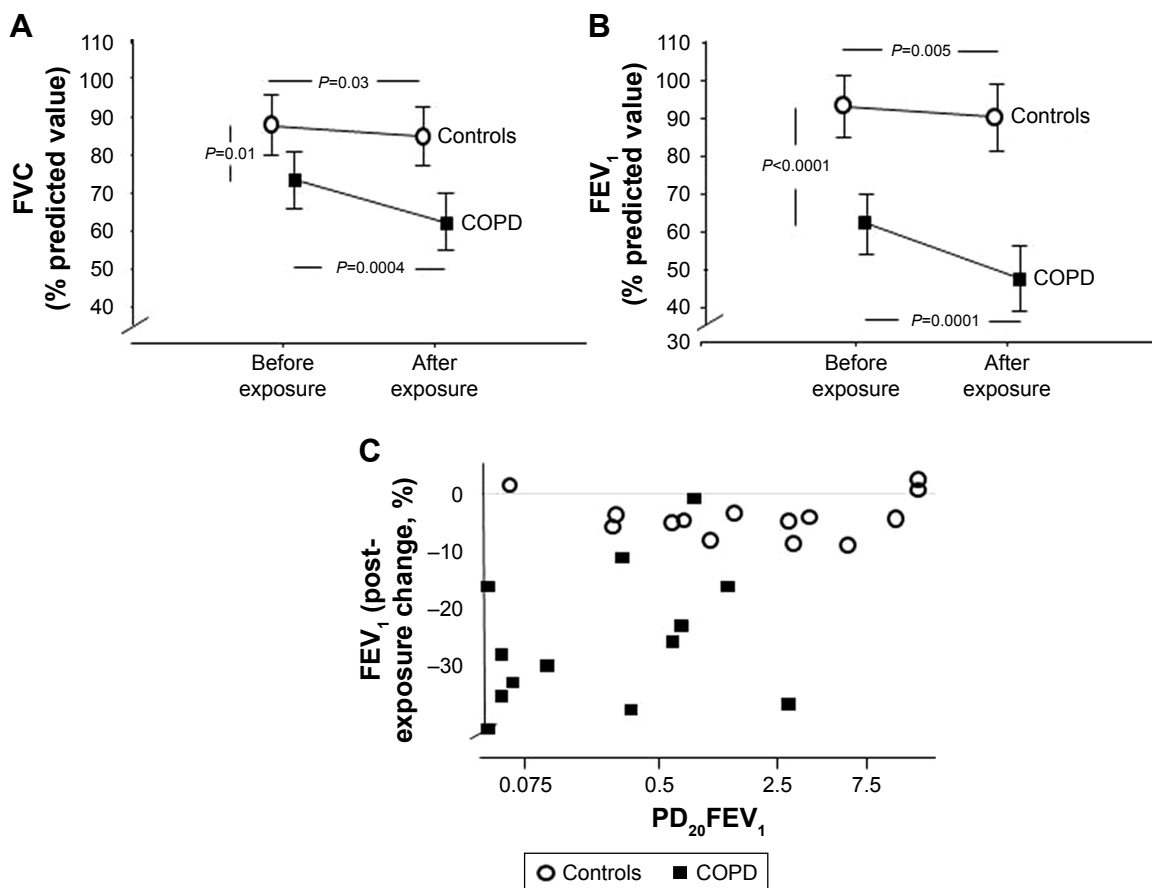 A
FVC
(% predicted value)
110
100
90
80
70
60
50
40
P=0.03
P=0.01
Controls
COPD
P=0.0004
Before
exposure
After
exposure
B
FEV₁
(% predicted value)
110
100
90
80
70
60
50
40
30
P=0.005
P<0.0001
Controls
COPD
P=0.0001
Before
exposure
After
exposure
C
FEV₁ (post-
exposure change, %)
0
–10
–20
–30
0.075
0.5
2.5
7.5
PD₂₀FEV₁
Controls
COPD